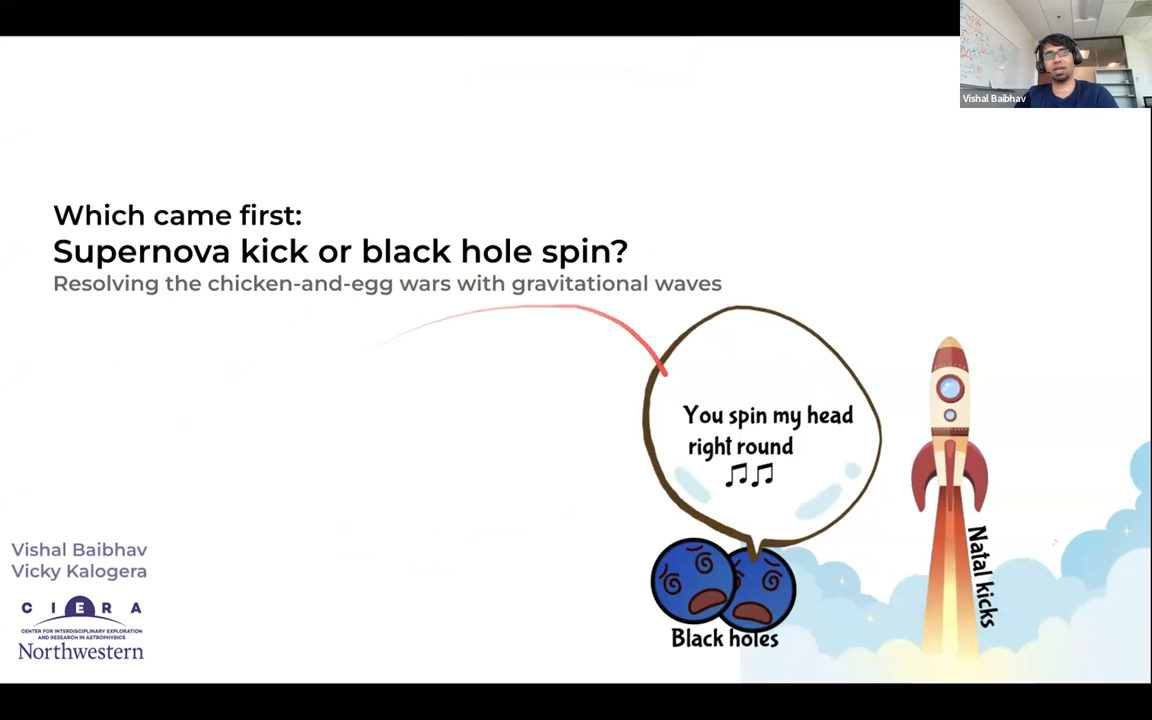 Vishal Baibhav
Which came first:
Supernova kick or black hole spin?
Resolving the chicken-and-egg wars with gravitational waves
You spin my head
right round
Natal kicks
Black holes
Vishal Baibhav
Vicky Kalogera
CIERA
CENTER FOR INTERDISCIPLINARY EXPLORATION
AND RESEARCH IN ASTROPHYSICS
Northwestern